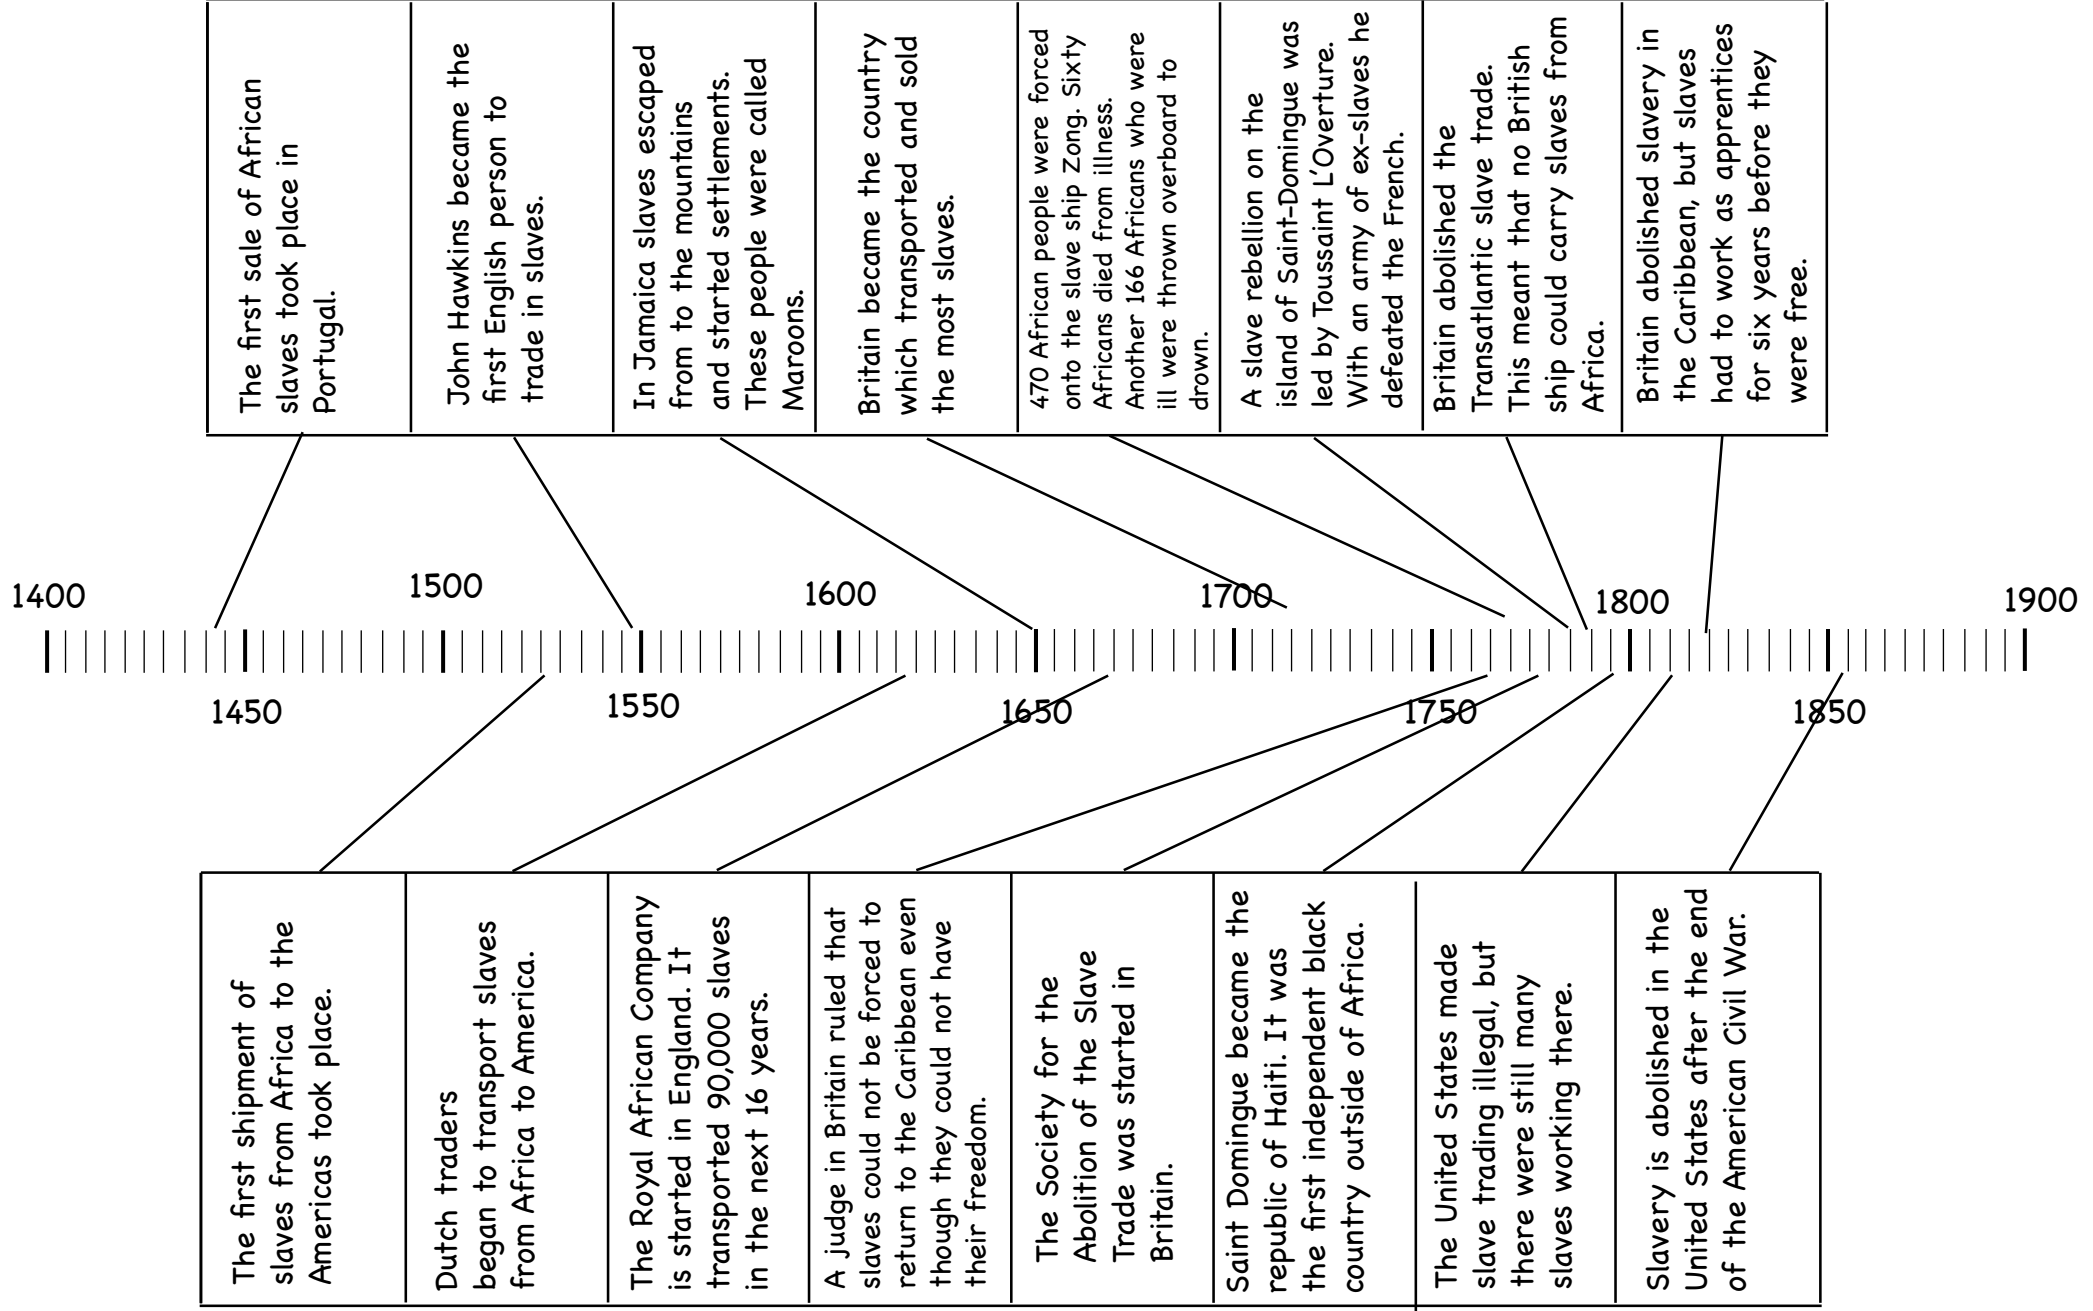 The first sale of African
slaves took place in
Portugal.
John Hawkins became the
first English person to
trade in slaves.
In Jamaica slaves escaped
from to the mountains
and started settlements.
These people were called
Maroons.
Britain became the country
which transported and sold
the most slaves.
470 African people were forced
onto the slave ship Zong. Sixty
Africans died from illness.
Another 166 Africans who were
ill were thrown overboard to
drown.
A slave rebellion on the
island of Saint-Domingue was
led by Toussaint L'Overture.
With an army of ex-slaves he
defeated the French.
Britain abolished the
Transatlantic slave trade.
This meant that no British
ship could carry slaves from
Africa.
Britain abolished slavery in
the Caribbean, but slaves
had to work as apprentices
for six years before they
were free.
1400
1500
1600
1700
1800
1900
1450
1550
1650
1750
1850
The first shipment of
slaves from Africa to the
Americas took place.
Dutch traders
began to transport slaves
from Africa to America.
The Royal African Company
is started in England. It
transported 90,000 slaves
in the next 16 years.
A judge in Britain ruled that
slaves could not be forced to
return to the Caribbean even
though they could not have
their freedom.
The Society for the
Abolition of the Slave
Trade was started in
Britain.
Saint Domingue became the
republic of Haiti. It was
the first independent black
country outside of Africa.
The United States made
slave trading illegal, but
there were still many
slaves working there.
Slavery is abolished in the
United States after the end
of the American Civil War.